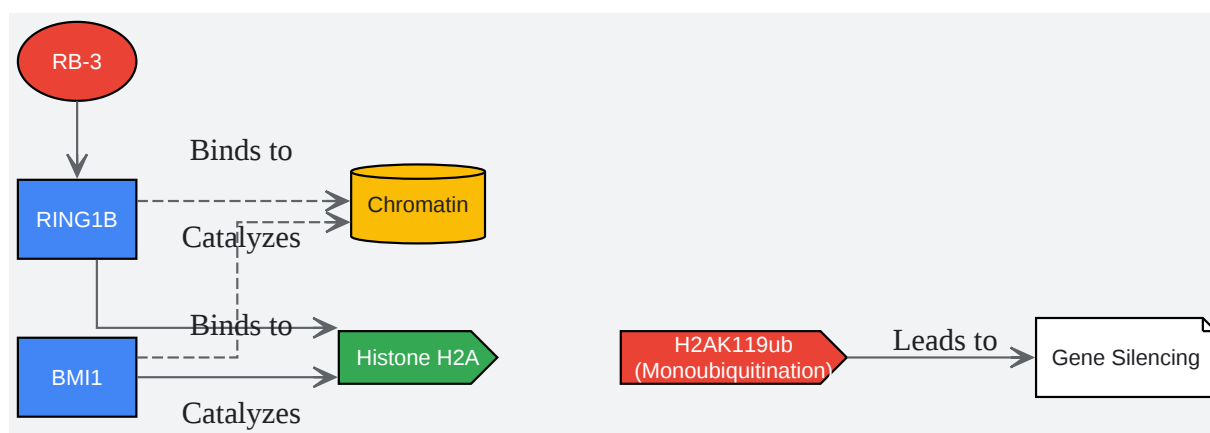 RB-3
Binds to
RING1B
Chromatin
Catalyzes
Binds to
Histone H2A
H2AK119ub
(Monoubiquitination)
Leads to
Gene Silencing
BMI1
Catalyzes